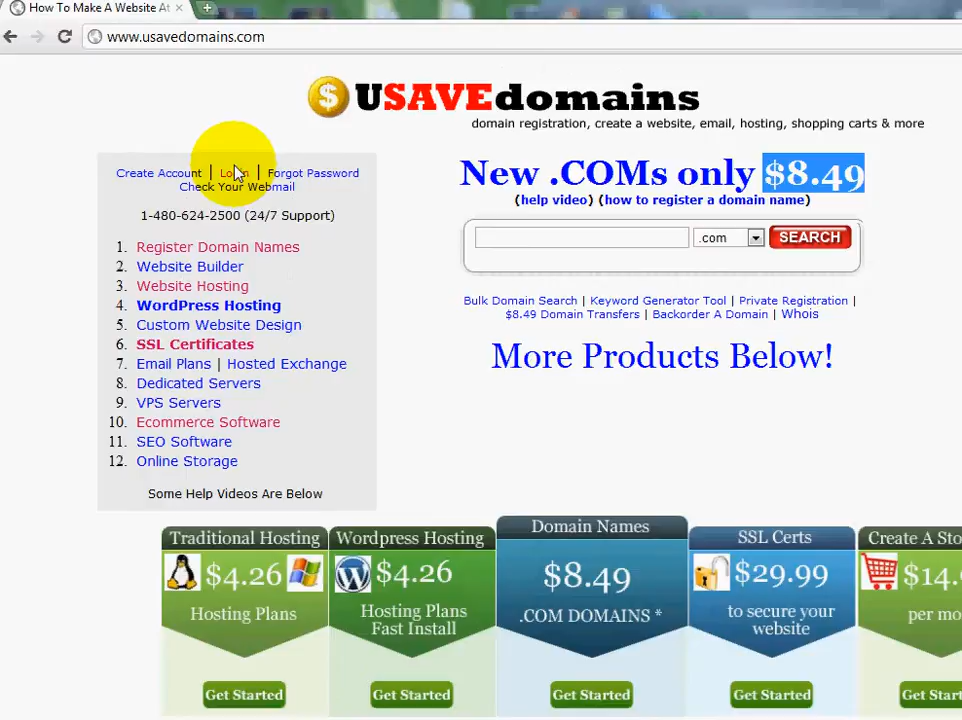 How To Make A Website At
www.usavedomains.com
$ USAVEdomains
domain registration, create a website, email, hosting, shopping carts & more
Create Account | Login | Forgot Password
Check Your Webmail
1-480-624-2500 (24/7 Support)
1. Register Domain Names
2. Website Builder
3. Website Hosting
4. WordPress Hosting
5. Custom Website Design
6. SSL Certificates
7. Email Plans | Hosted Exchange
8. Dedicated Servers
9. VPS Servers
10. Ecommerce Software
11. SEO Software
12. Online Storage
Some Help Videos Are Below
New .COMs only $8.49
(help video) (how to register a domain name)
.com SEARCH
Bulk Domain Search | Keyword Generator Tool | Private Registration |
$8.49 Domain Transfers | Backorder A Domain | Whois
More Products Below!
Traditional Hosting
$4.26
Hosting Plans
Get Started
Wordpress Hosting
$4.26
Hosting Plans
Fast Install
Get Started
Domain Names
$8.49
.COM DOMAINS *
Get Started
SSL Certs
$29.99
to secure your
website
Get Started
Create A Sto
$14.
per mo
Get Start